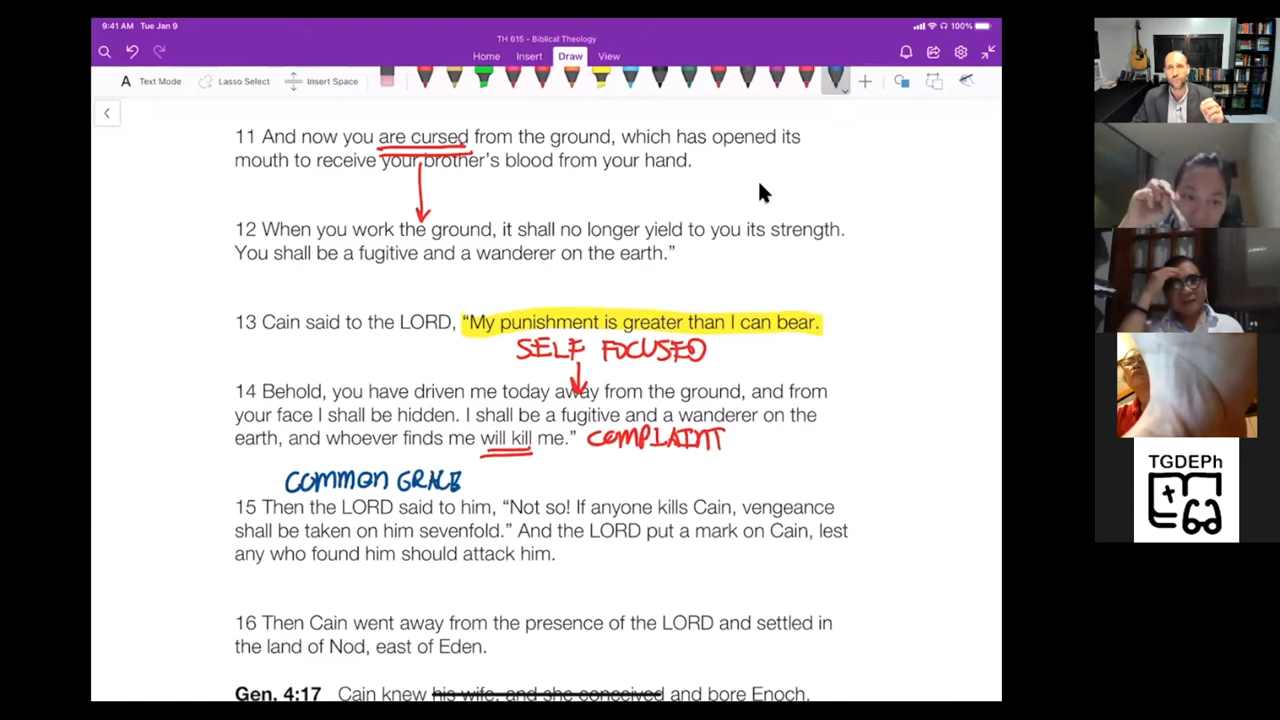 9:41 AM Tue Jan 9
100%
TH 615 - Biblical Theology
Home Insert Draw View
Text Mode Lasso Select Insert Space
11 And now you are cursed from the ground, which has opened its
mouth to receive your brother's blood from your hand.
12 When you work the ground, it shall no longer yield to you its strength.
You shall be a fugitive and a wanderer on the earth.”
13 Cain said to the LORD, “My punishment is greater than I can bear.
SELF FOCUSED
14 Behold, you have driven me today away from the ground, and from
your face I shall be hidden. I shall be a fugitive and a wanderer on the
earth, and whoever finds me will kill me.” COMPLAINT
COMMON GRACE
15 Then the LORD said to him, “Not so! If anyone kills Cain, vengeance
shall be taken on him sevenfold.” And the LORD put a mark on Cain, lest
any who found him should attack him.
16 Then Cain went away from the presence of the LORD and settled in
the land of Nod, east of Eden.
Gen. 4:17 Cain knew his wife, and she conceived and bore Enoch.
TGDEPh